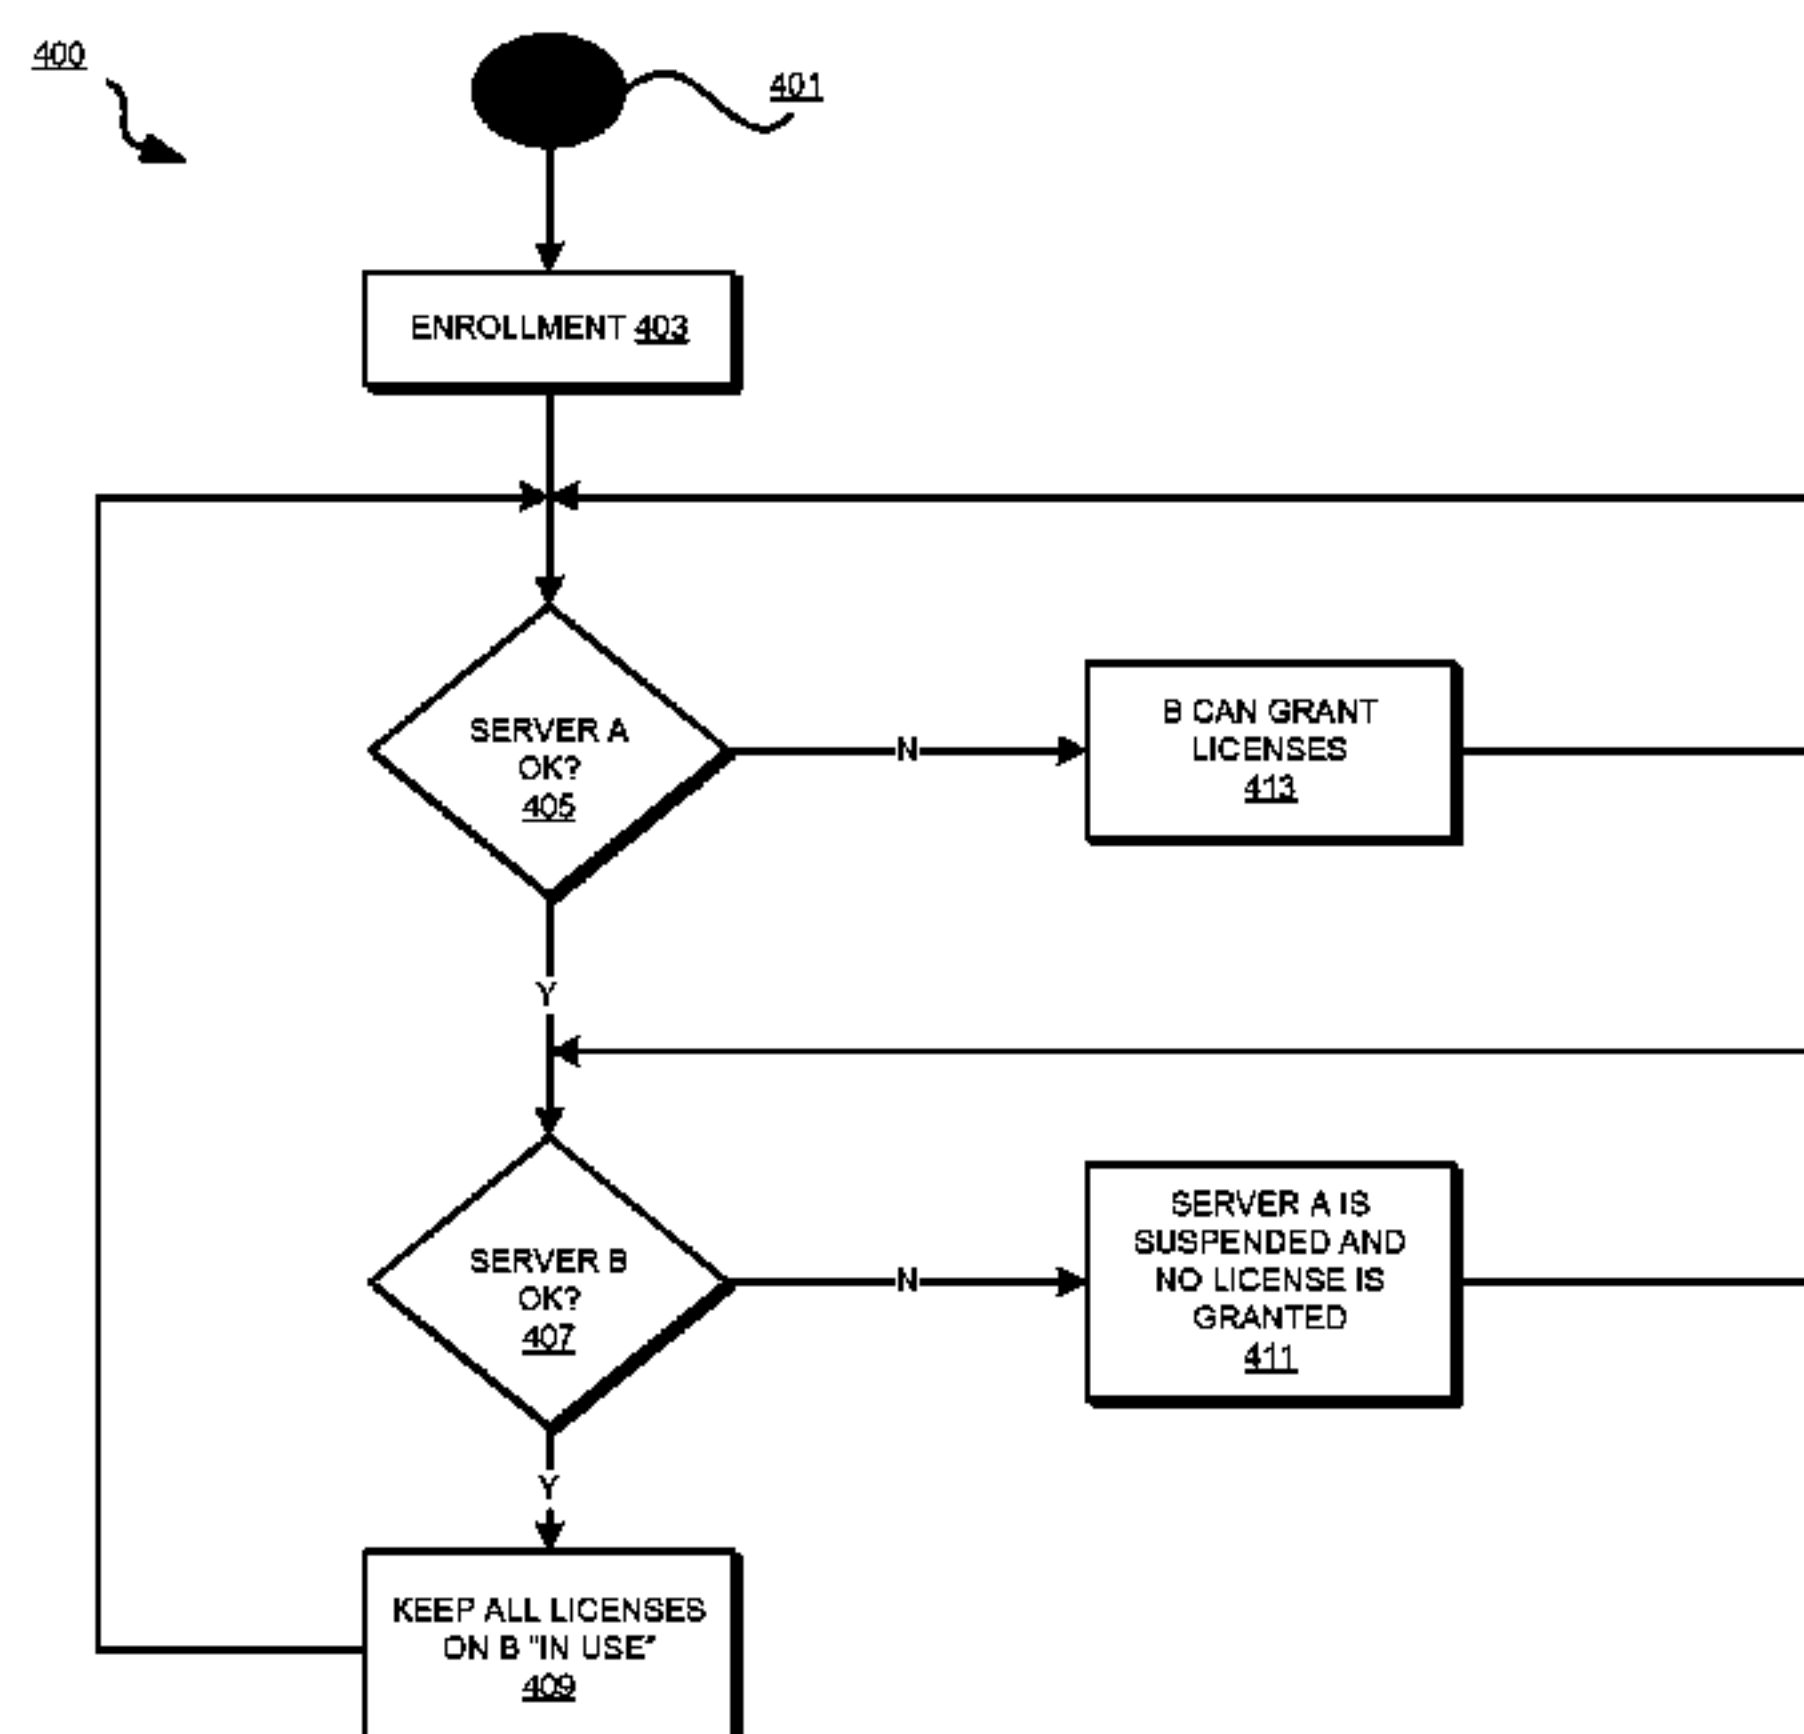 400
401
ENROLLMENT 403
SERVER A
OK?
405
N
B CAN GRANT
LICENSES
413
Y
SERVER B
OK?
407
N
SERVER A IS
SUSPENDED AND
NO LICENSE IS
GRANTED
411
Y
KEEP ALL LICENSES
ON B "IN USE"
409